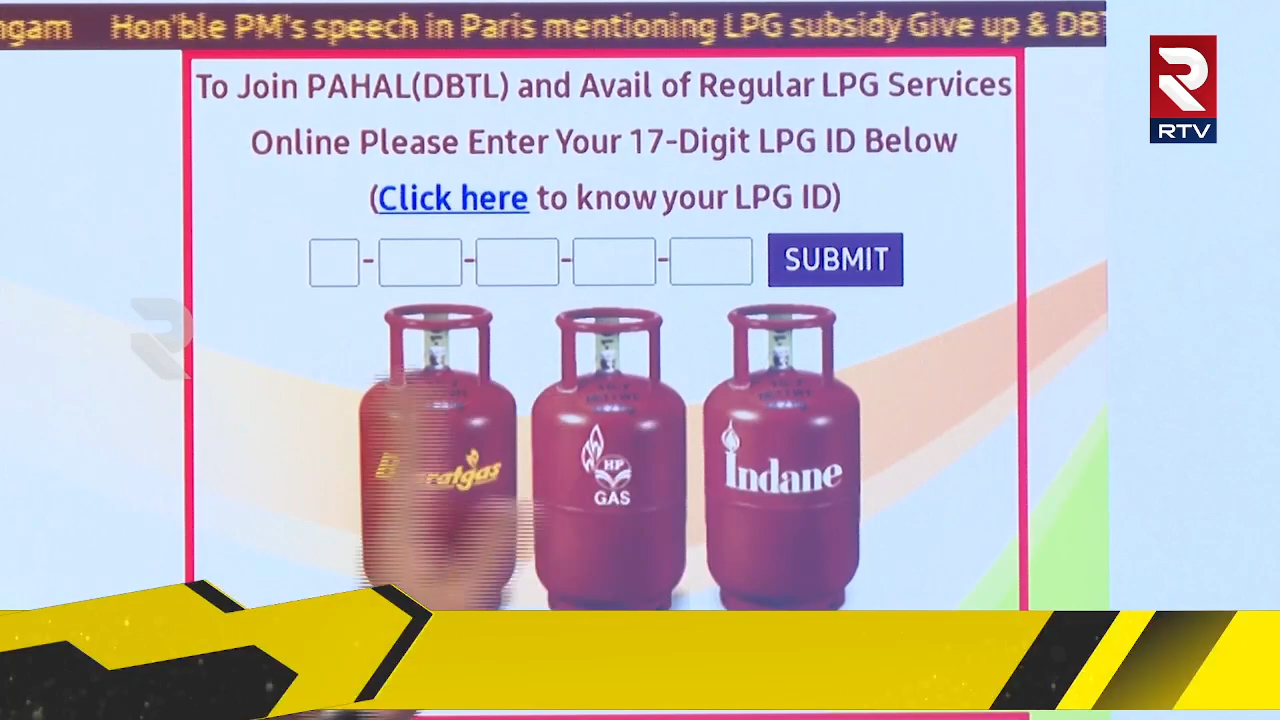 ngam Hon'ble PM's speech in Paris mentioning LPG subsidy Give up & DBT
RTV
To Join PAHAL(DBTL) and Avail of Regular LPG Services
Online Please Enter Your 17-Digit LPG ID Below
(Click here to know your LPG ID)
- - - - SUBMIT
HP
GAS
Indane